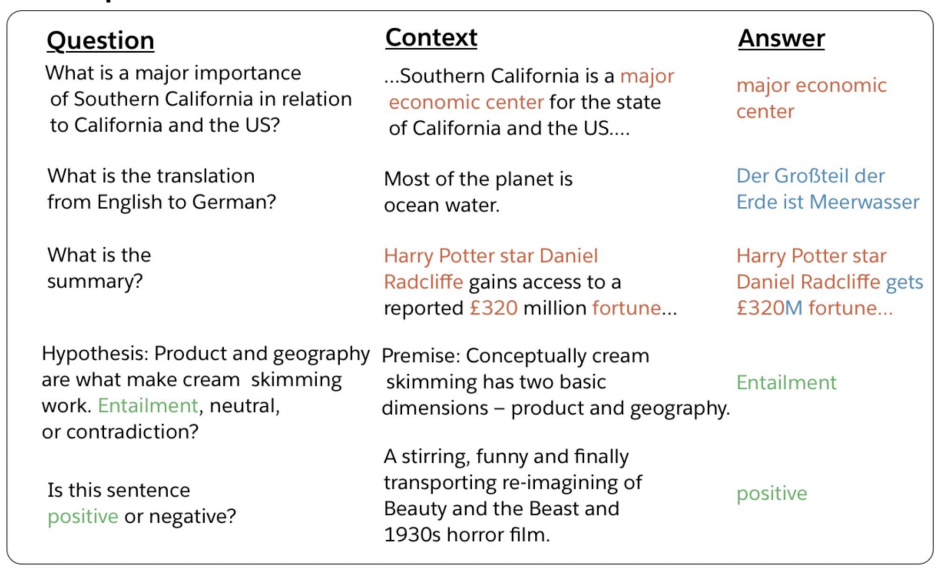 Question Context Answer
What is a major importance
of Southern California in relation
to California and the US?
...Southern California is a major
economic center for the state
of California and the US....
major economic
center
What is the translation
from English to German?
Most of the planet is
ocean water.
Der Großteil der
Erde ist Meerwasser
What is the
summary?
Harry Potter star Daniel
Radcliffe gains access to a
reported £320 million fortune...
Harry Potter star
Daniel Radcliffe gets
£320M fortune...
Hypothesis: Product and geography
are what make cream skimming
work. Entailment, neutral,
or contradiction?
Premise: Conceptually cream
skimming has two basic
dimensions – product and geography.
Entailment
Is this sentence
positive or negative?
A stirring, funny and finally
transporting re-imagining of
Beauty and the Beast and
1930s horror film.
positive